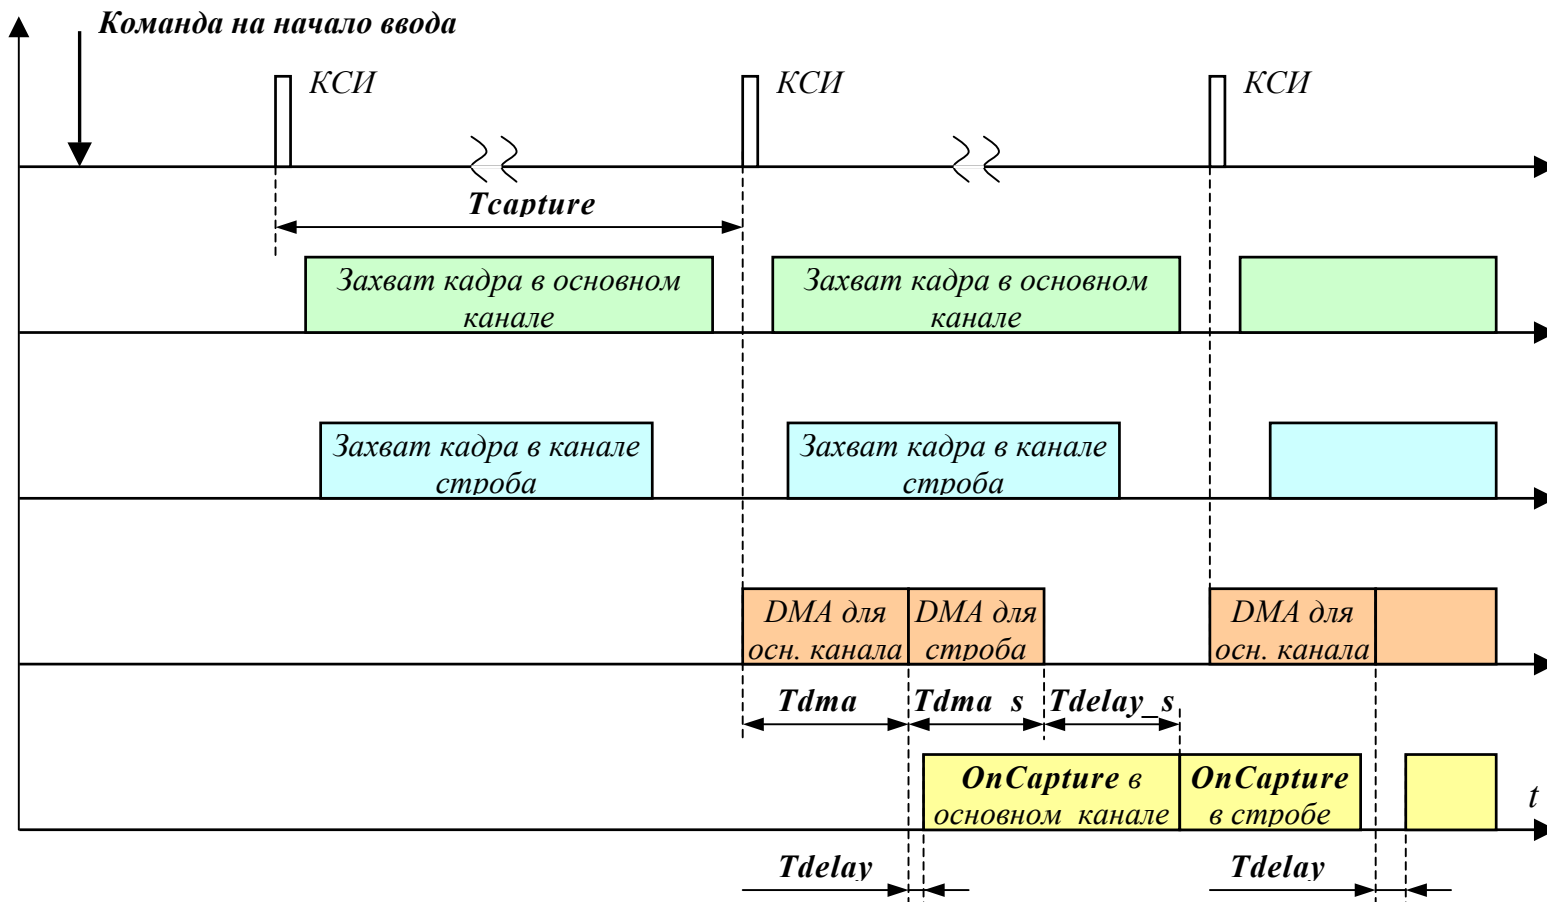 Команда на начало ввода
КСИ КСИ КСИ
Tcapture
Захват кадра в основном
канале
Захват кадра в основном
канале
Захват кадра в канале
строба
Захват кадра в канале
строба
DMA для
осн. канала
DMA для
строба
DMA для
осн. канала
Tdma Tdma s Tdelay_s
OnCapture в
основном канале
OnCapture
в стробе
t
Tdelay Tdelay